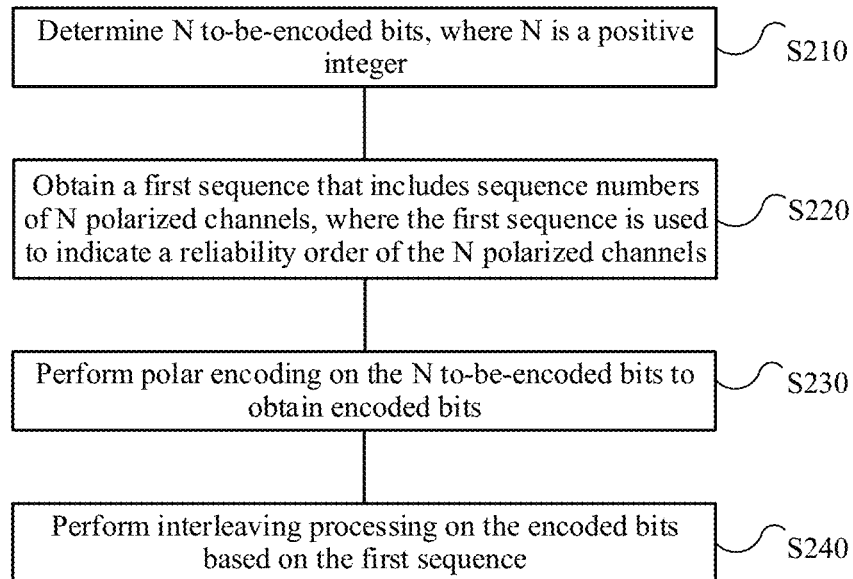 Determine N to-be-encoded bits, where N is a positive
integer
S210
Obtain a first sequence that includes sequence numbers
of N polarized channels, where the first sequence is used
to indicate a reliability order of the N polarized channels
S220
Perform polar encoding on the N to-be-encoded bits to
obtain encoded bits
S230
Perform interleaving processing on the encoded bits
based on the first sequence
S240